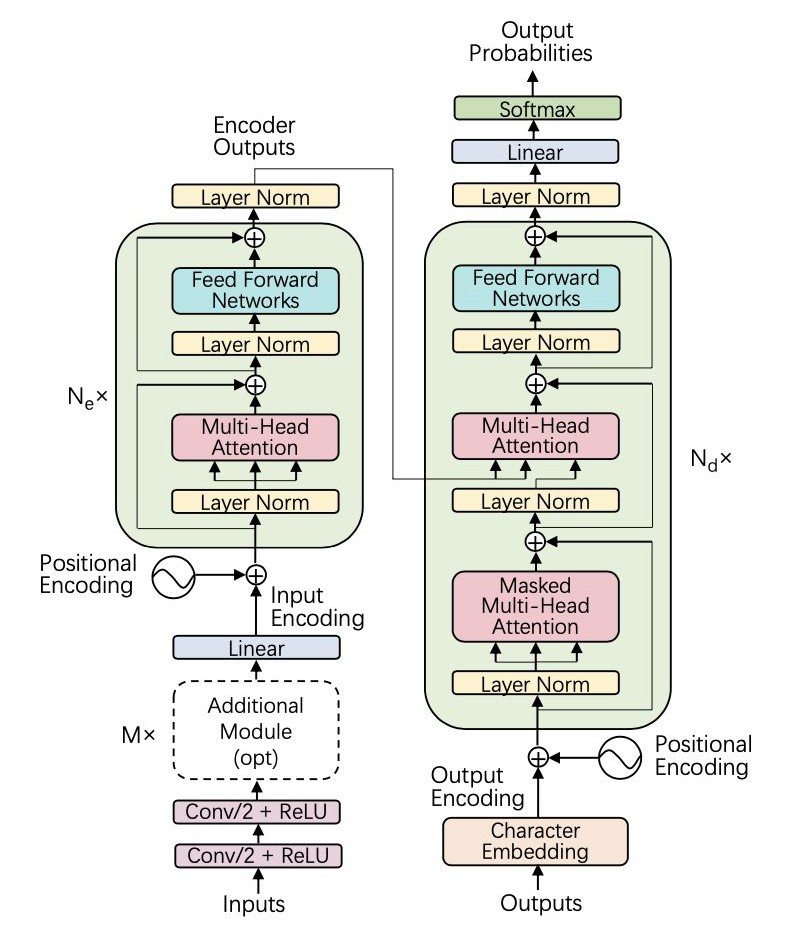 Output
Probabilities
Softmax
Linear
Layer Norm
Feed Forward
Networks
Layer Norm
Multi-Head
Attention
Layer Norm
Masked
Multi-Head
Attention
Layer Norm
N_d×
Positional
Encoding
Output
Encoding
Character
Embedding
Outputs
Encoder
Outputs
Layer Norm
Feed Forward
Networks
Layer Norm
N_e×
Multi-Head
Attention
Layer Norm
Positional
Encoding
Input
Encoding
Linear
M×
Additional
Module
(opt)
Conv/2 + ReLU
Conv/2 + ReLU
Inputs